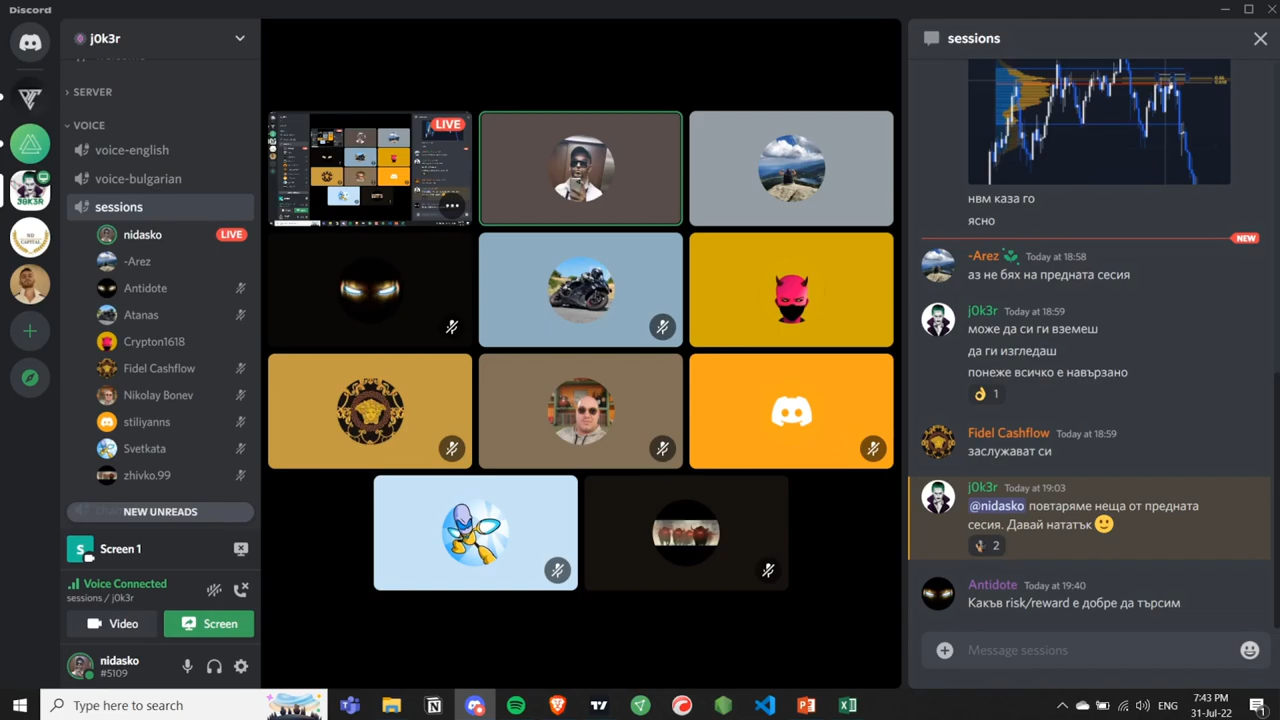 Discord
j0k3r
SERVER
VOICE
voice-english
voice-bulgarian
sessions
nidasko LIVE
-Arez
Antidote
Atanas
Crypton1618
Fidel Cashflow
Nikolay Bonev
stiliyanns
Svetkata
zhivko.99
NEW UNREADS
Screen 1
Voice Connected
sessions / j0k3r
Video
Screen
nidasko
#5109
LIVE
sessions
нвм каза го
ясно
NEW
-Arez Today at 18:58
аз не бях на предната сесия
j0k3r Today at 18:59
може да си ги вземеш
да ги изгледаш
понеже всичко е навързано
1
Fidel Cashflow Today at 18:59
заслужават си
j0k3r Today at 19:03
@nidasko повтаряме неща от предната
сесия. Давай нататък
2
Antidote Today at 19:40
Какъв risk/reward е добре да търсим
Message sessions
Type here to search
ENG
7:43 PM
31-Jul-22